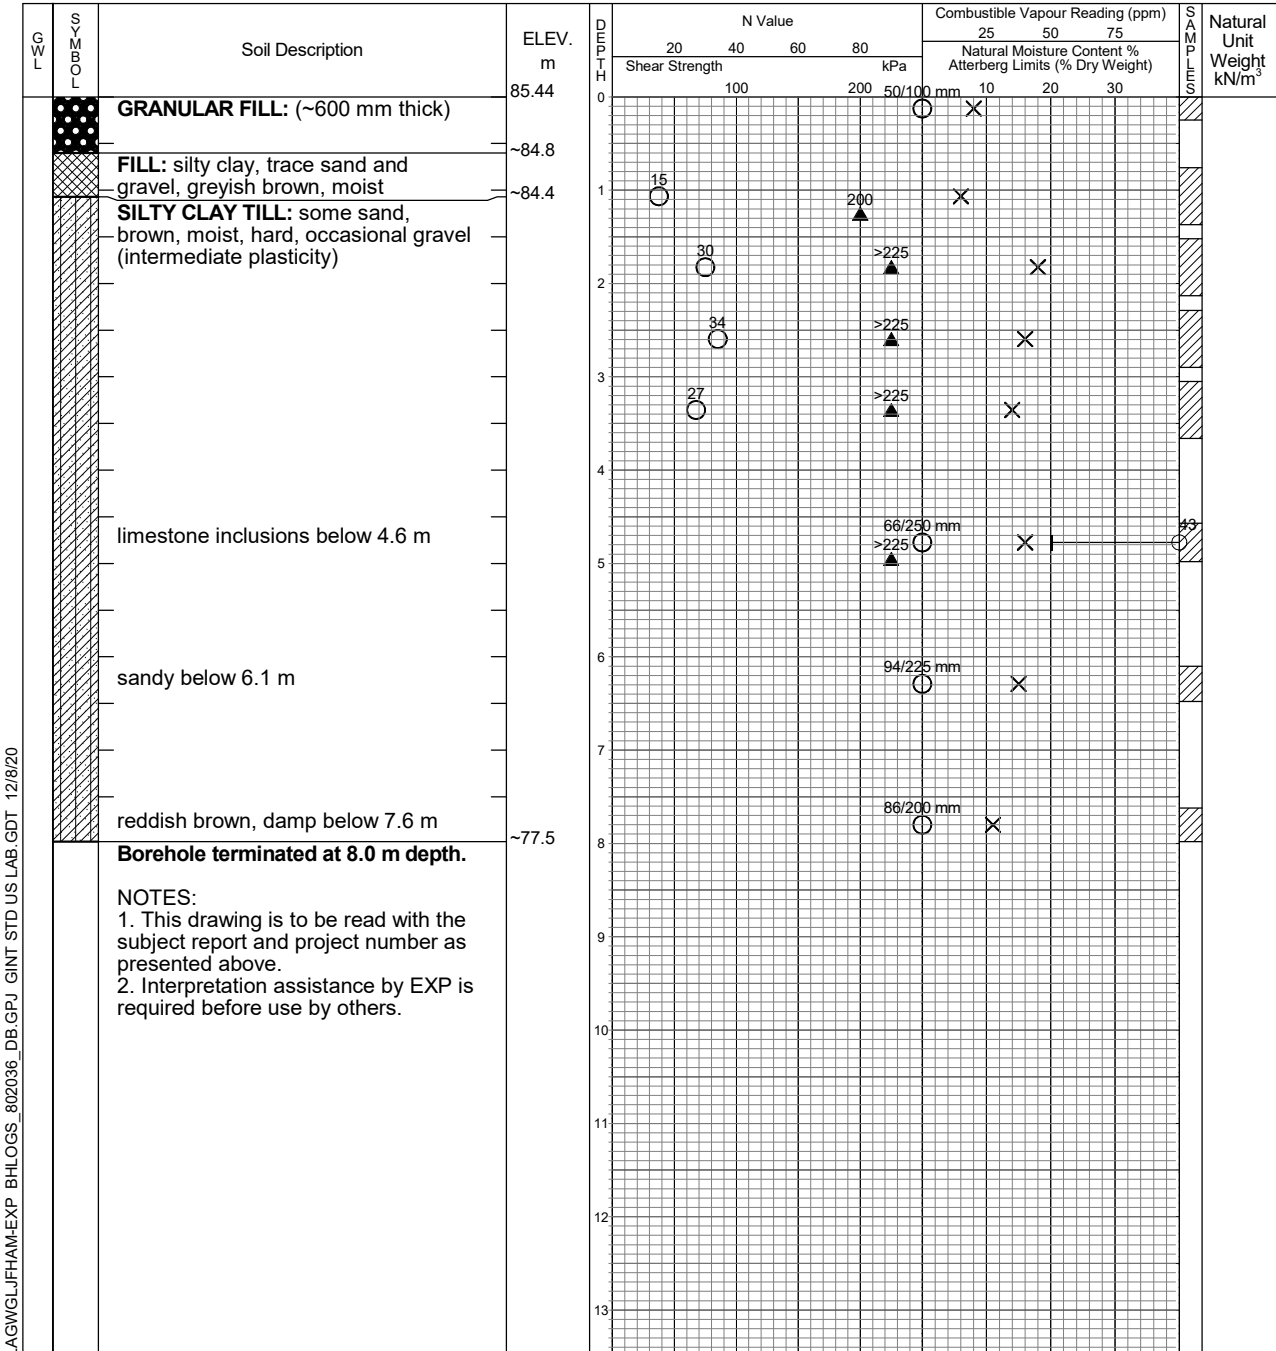 GWL
SYMBOL
Soil Description
ELEV.
m
DEPTH
N Value
20 40 60 80
Shear Strength kPa
100 200
Combustible Vapour Reading (ppm)
25 50 75
Natural Moisture Content %
Atterberg Limits (% Dry Weight)
10 20 30
SAMPLES
Natural
Unit
Weight
kN/m³
85.44
0
50/100 mm
GRANULAR FILL: (~600 mm thick)
~84.8
FILL: silty clay, trace sand and
gravel, greyish brown, moist
~84.4
1
15
200
SILTY CLAY TILL: some sand,
brown, moist, hard, occasional gravel
(intermediate plasticity)
30
>225
2
34
>225
3
27
>225
4
limestone inclusions below 4.6 m
66/250 mm
43
>225
5
6
sandy below 6.1 m
94/225 mm
7
reddish brown, damp below 7.6 m
86/200 mm
~77.5
8
Borehole terminated at 8.0 m depth.
NOTES:
1. This drawing is to be read with the
subject report and project number as
presented above.
2. Interpretation assistance by EXP is
required before use by others.
9
10
11
12
13
AGWGLJFHAM-EXP BHLOGS_802036_DB.GPJ GINT STD US LAB.GDT 12/8/20